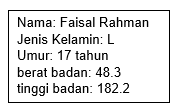 Nama: Faisal Rahman
Jenis Kelamin: L
Umur: 17 tahun
berat badan: 48.3
tinggi badan: 182.2